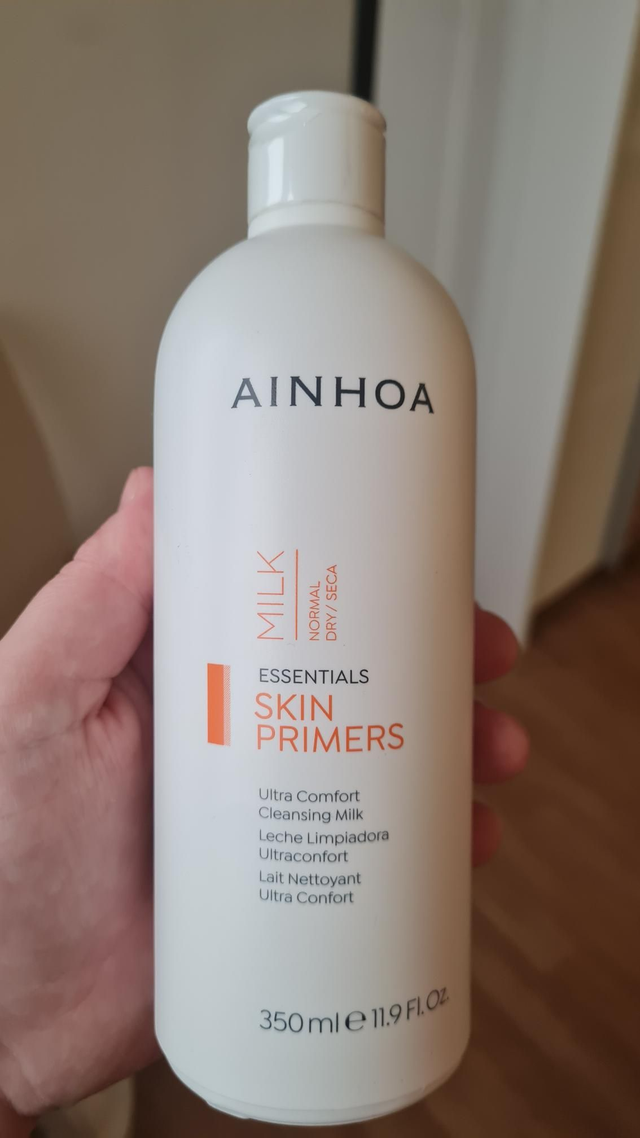 AINHOA
MILK
NORMAL
DRY / SECA
ESSENTIALS
SKIN
PRIMERS
Ultra Comfort
Cleansing Milk
Leche Limpiadora
Ultraconfort
Lait Nettoyant
Ultra Confort
350 ml ℮ 11.9 Fl. Oz.